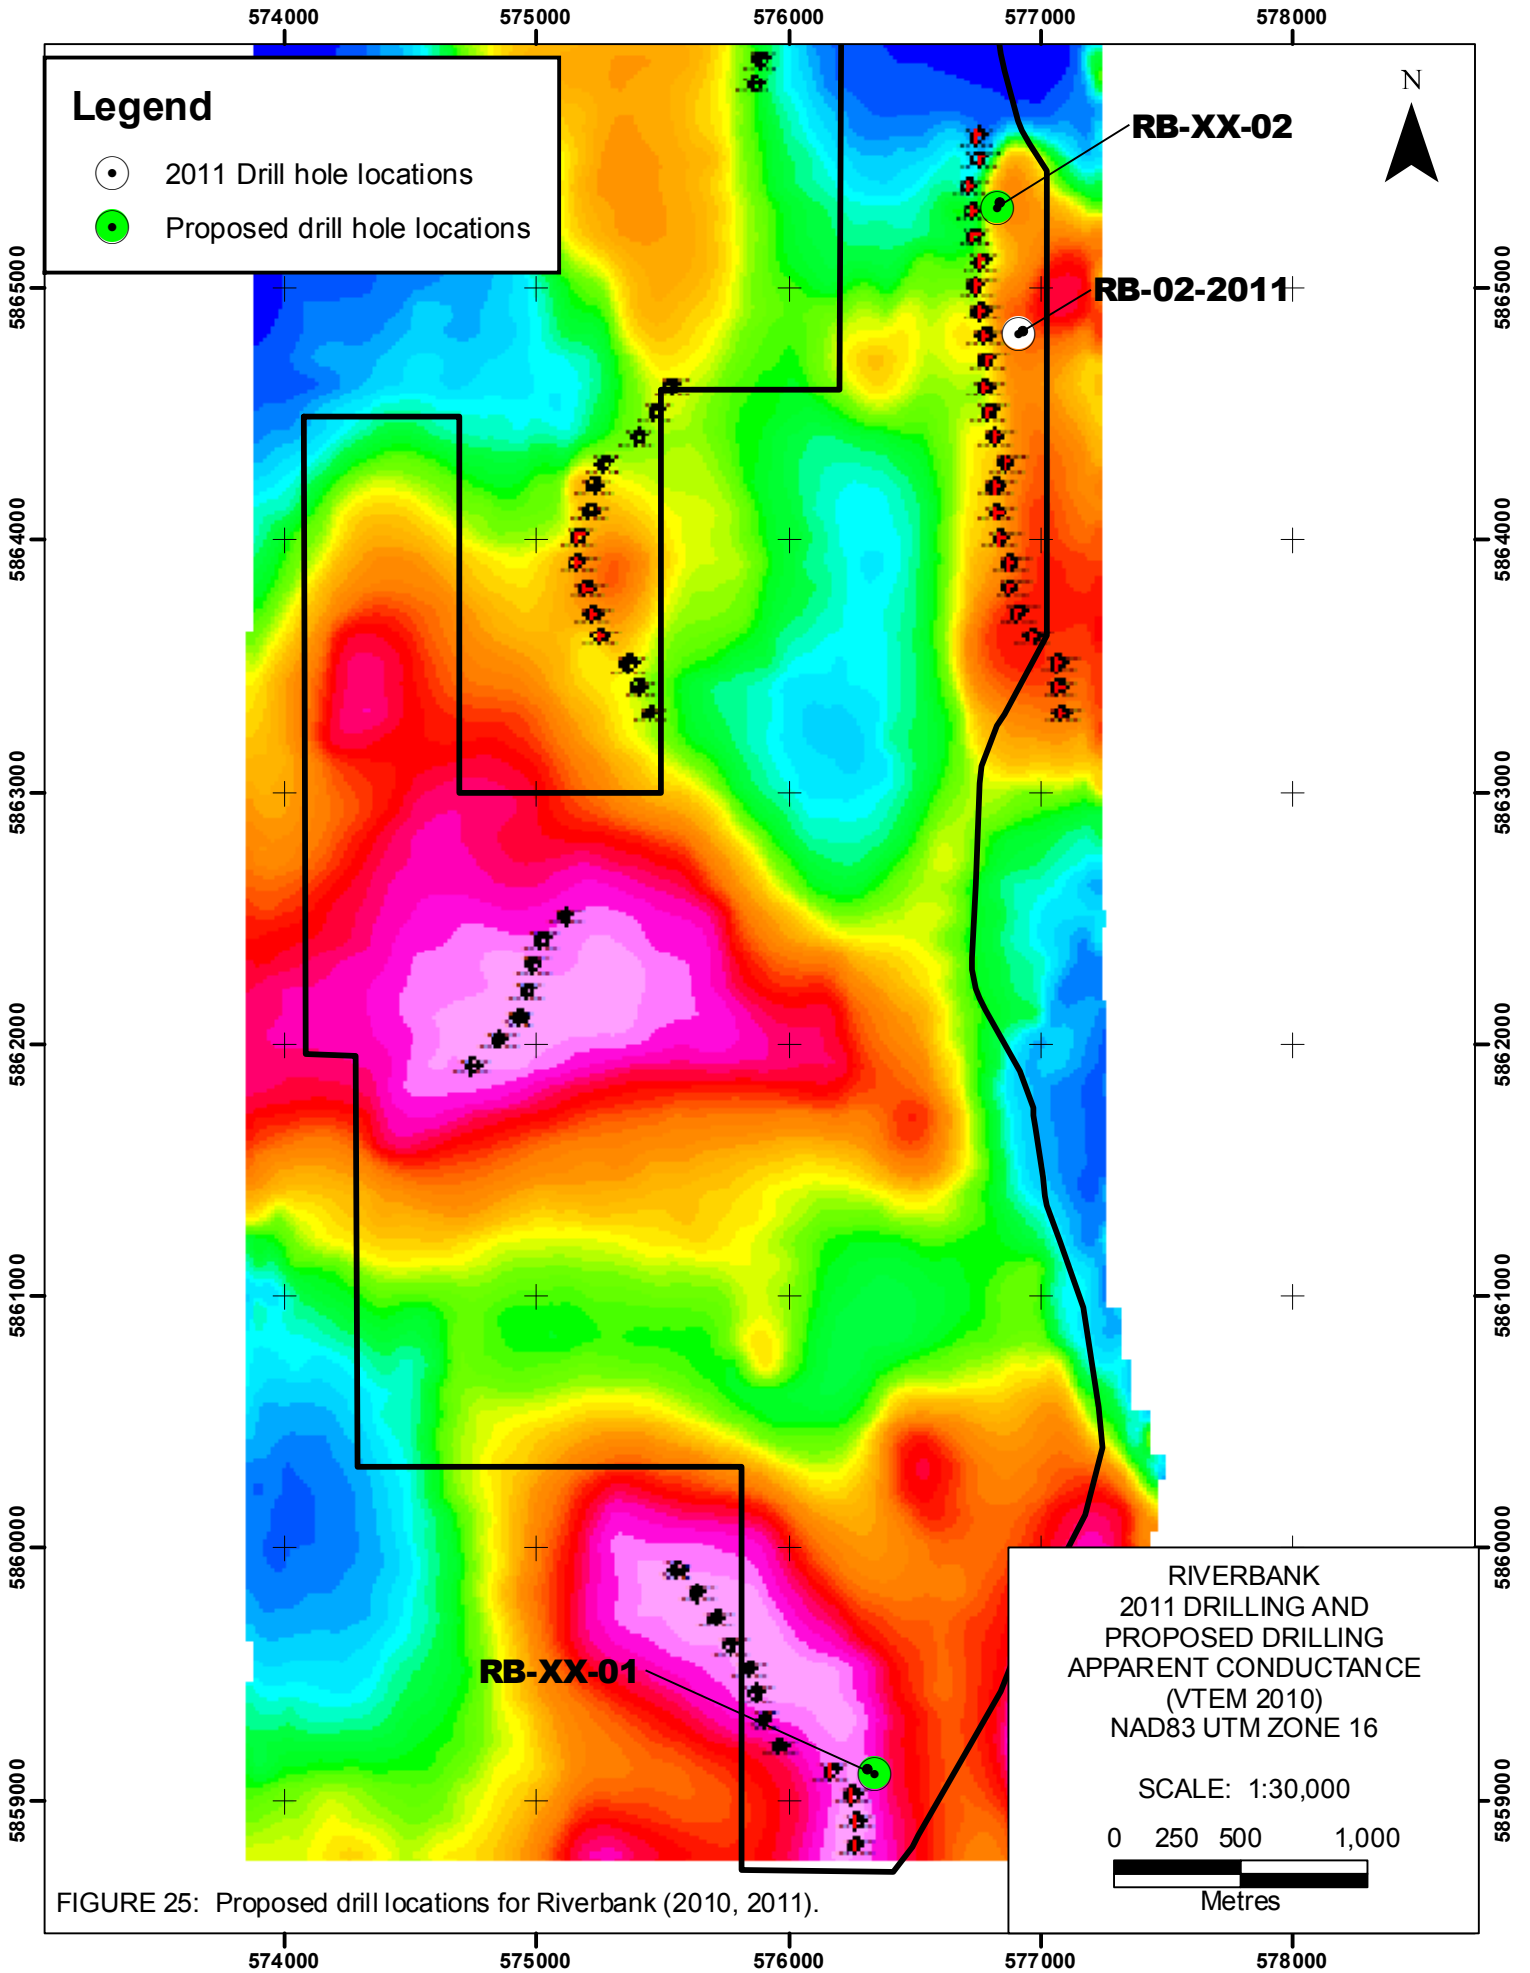 574000 575000 576000 577000 578000
Legend
2011 Drill hole locations
Proposed drill hole locations
N
RB-XX-02
RB-02-2011
5865000 5865000
5864000 5864000
5863000 5863000
5862000 5862000
5861000 5861000
5860000 5860000
RB-XX-01
5859000 5859000
RIVERBANK
2011 DRILLING AND
PROPOSED DRILLING
APPARENT CONDUCTANCE
(VTEM 2010)
NAD83 UTM ZONE 16
SCALE: 1:30,000
0 250 500 1,000
Metres
FIGURE 25: Proposed drill locations for Riverbank (2010, 2011).
574000 575000 576000 577000 578000